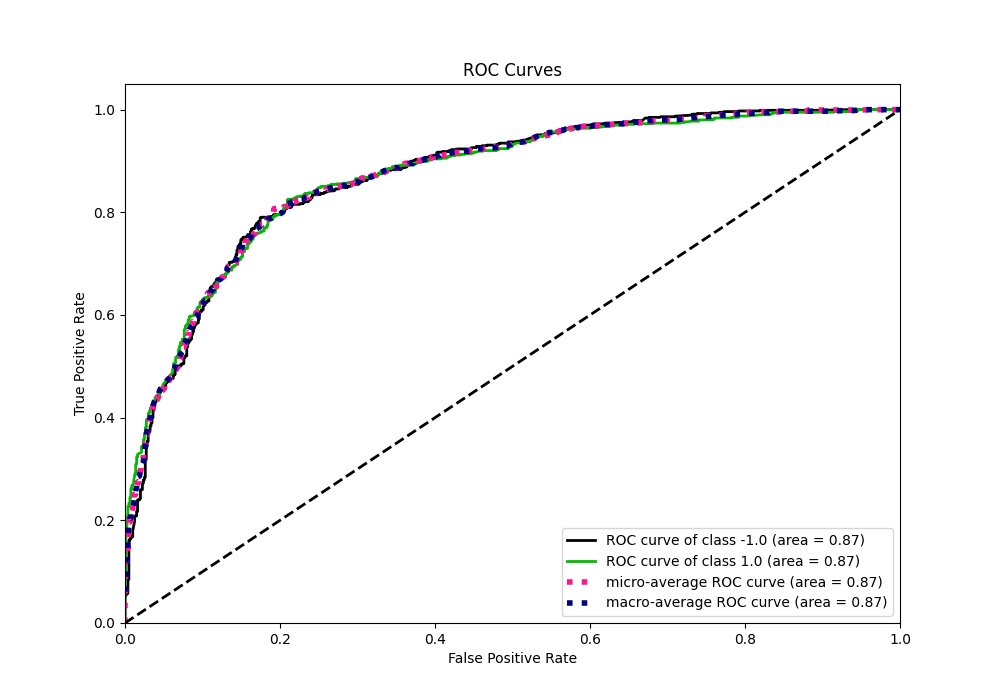 ROC Curves
True Positive Rate
1.0
0.8
0.6
0.4
0.2
0.0
ROC curve of class -1.0 (area = 0.87)
ROC curve of class 1.0 (area = 0.87)
micro-average ROC curve (area = 0.87)
macro-average ROC curve (area = 0.87)
0.0 0.2 0.4 0.6 0.8 1.0
False Positive Rate